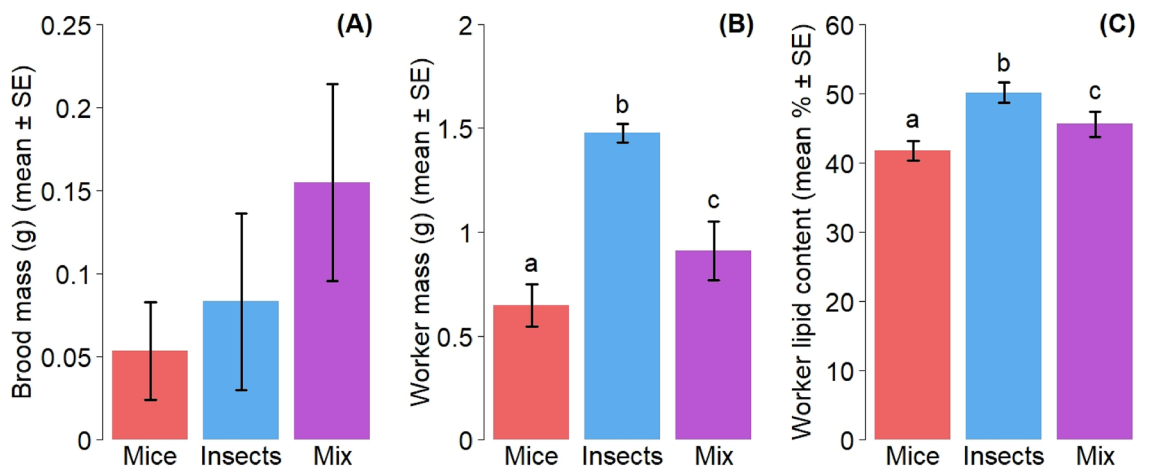 (A)
Brood mass (g) (mean ± SE)
0.25
0.2
0.15
0.1
0.05
0
Mice Insects Mix
(B)
Worker mass (g) (mean ± SE)
2
1.5
1
0.5
0
a
b
c
Mice Insects Mix
(C)
Worker lipid content (mean % ± SE)
60
50
40
30
20
10
0
a
b
c
Mice Insects Mix